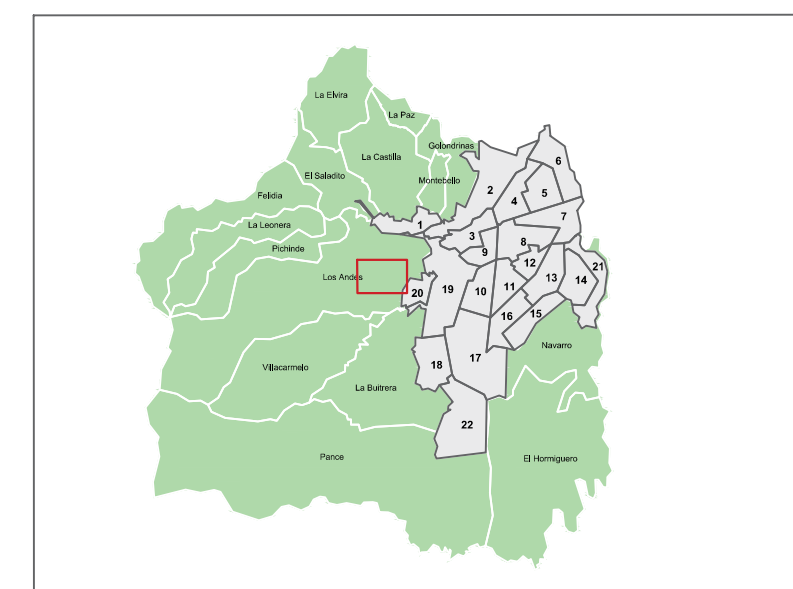 La Elvira
La Paz
Golondrinas
La Castilla
6
El Saladito
Montebello
2
5
Felidia
4
7
La Leonera
1
3
8
Pichinde
9
12
21
Los Andes
13
14
20
19
10
11
16
15
Navarro
17
18
Villacarmelo
La Buitrera
22
Pance
El Hormiguero